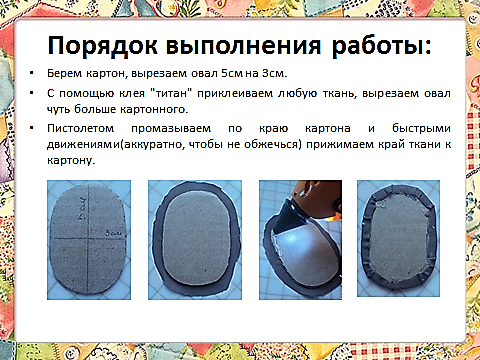 Порядок выполнения работы:
• Берем картон, вырезаем овал 5см на 3см.
• С помощью клея "титан" приклеиваем любую ткань, вырезаем овал
чуть больше картонного.
• Пистолетом промазываем по краю картона и быстрыми
движениями(аккуратно, чтобы не обжечься) прижимаем край ткани к
картону.
5см
3см